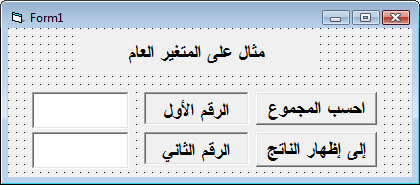 Form1
مثال على المتغير العام
احسب المجموع
الرقم الأول
إلى إظهار الناتج
الرقم الثاني